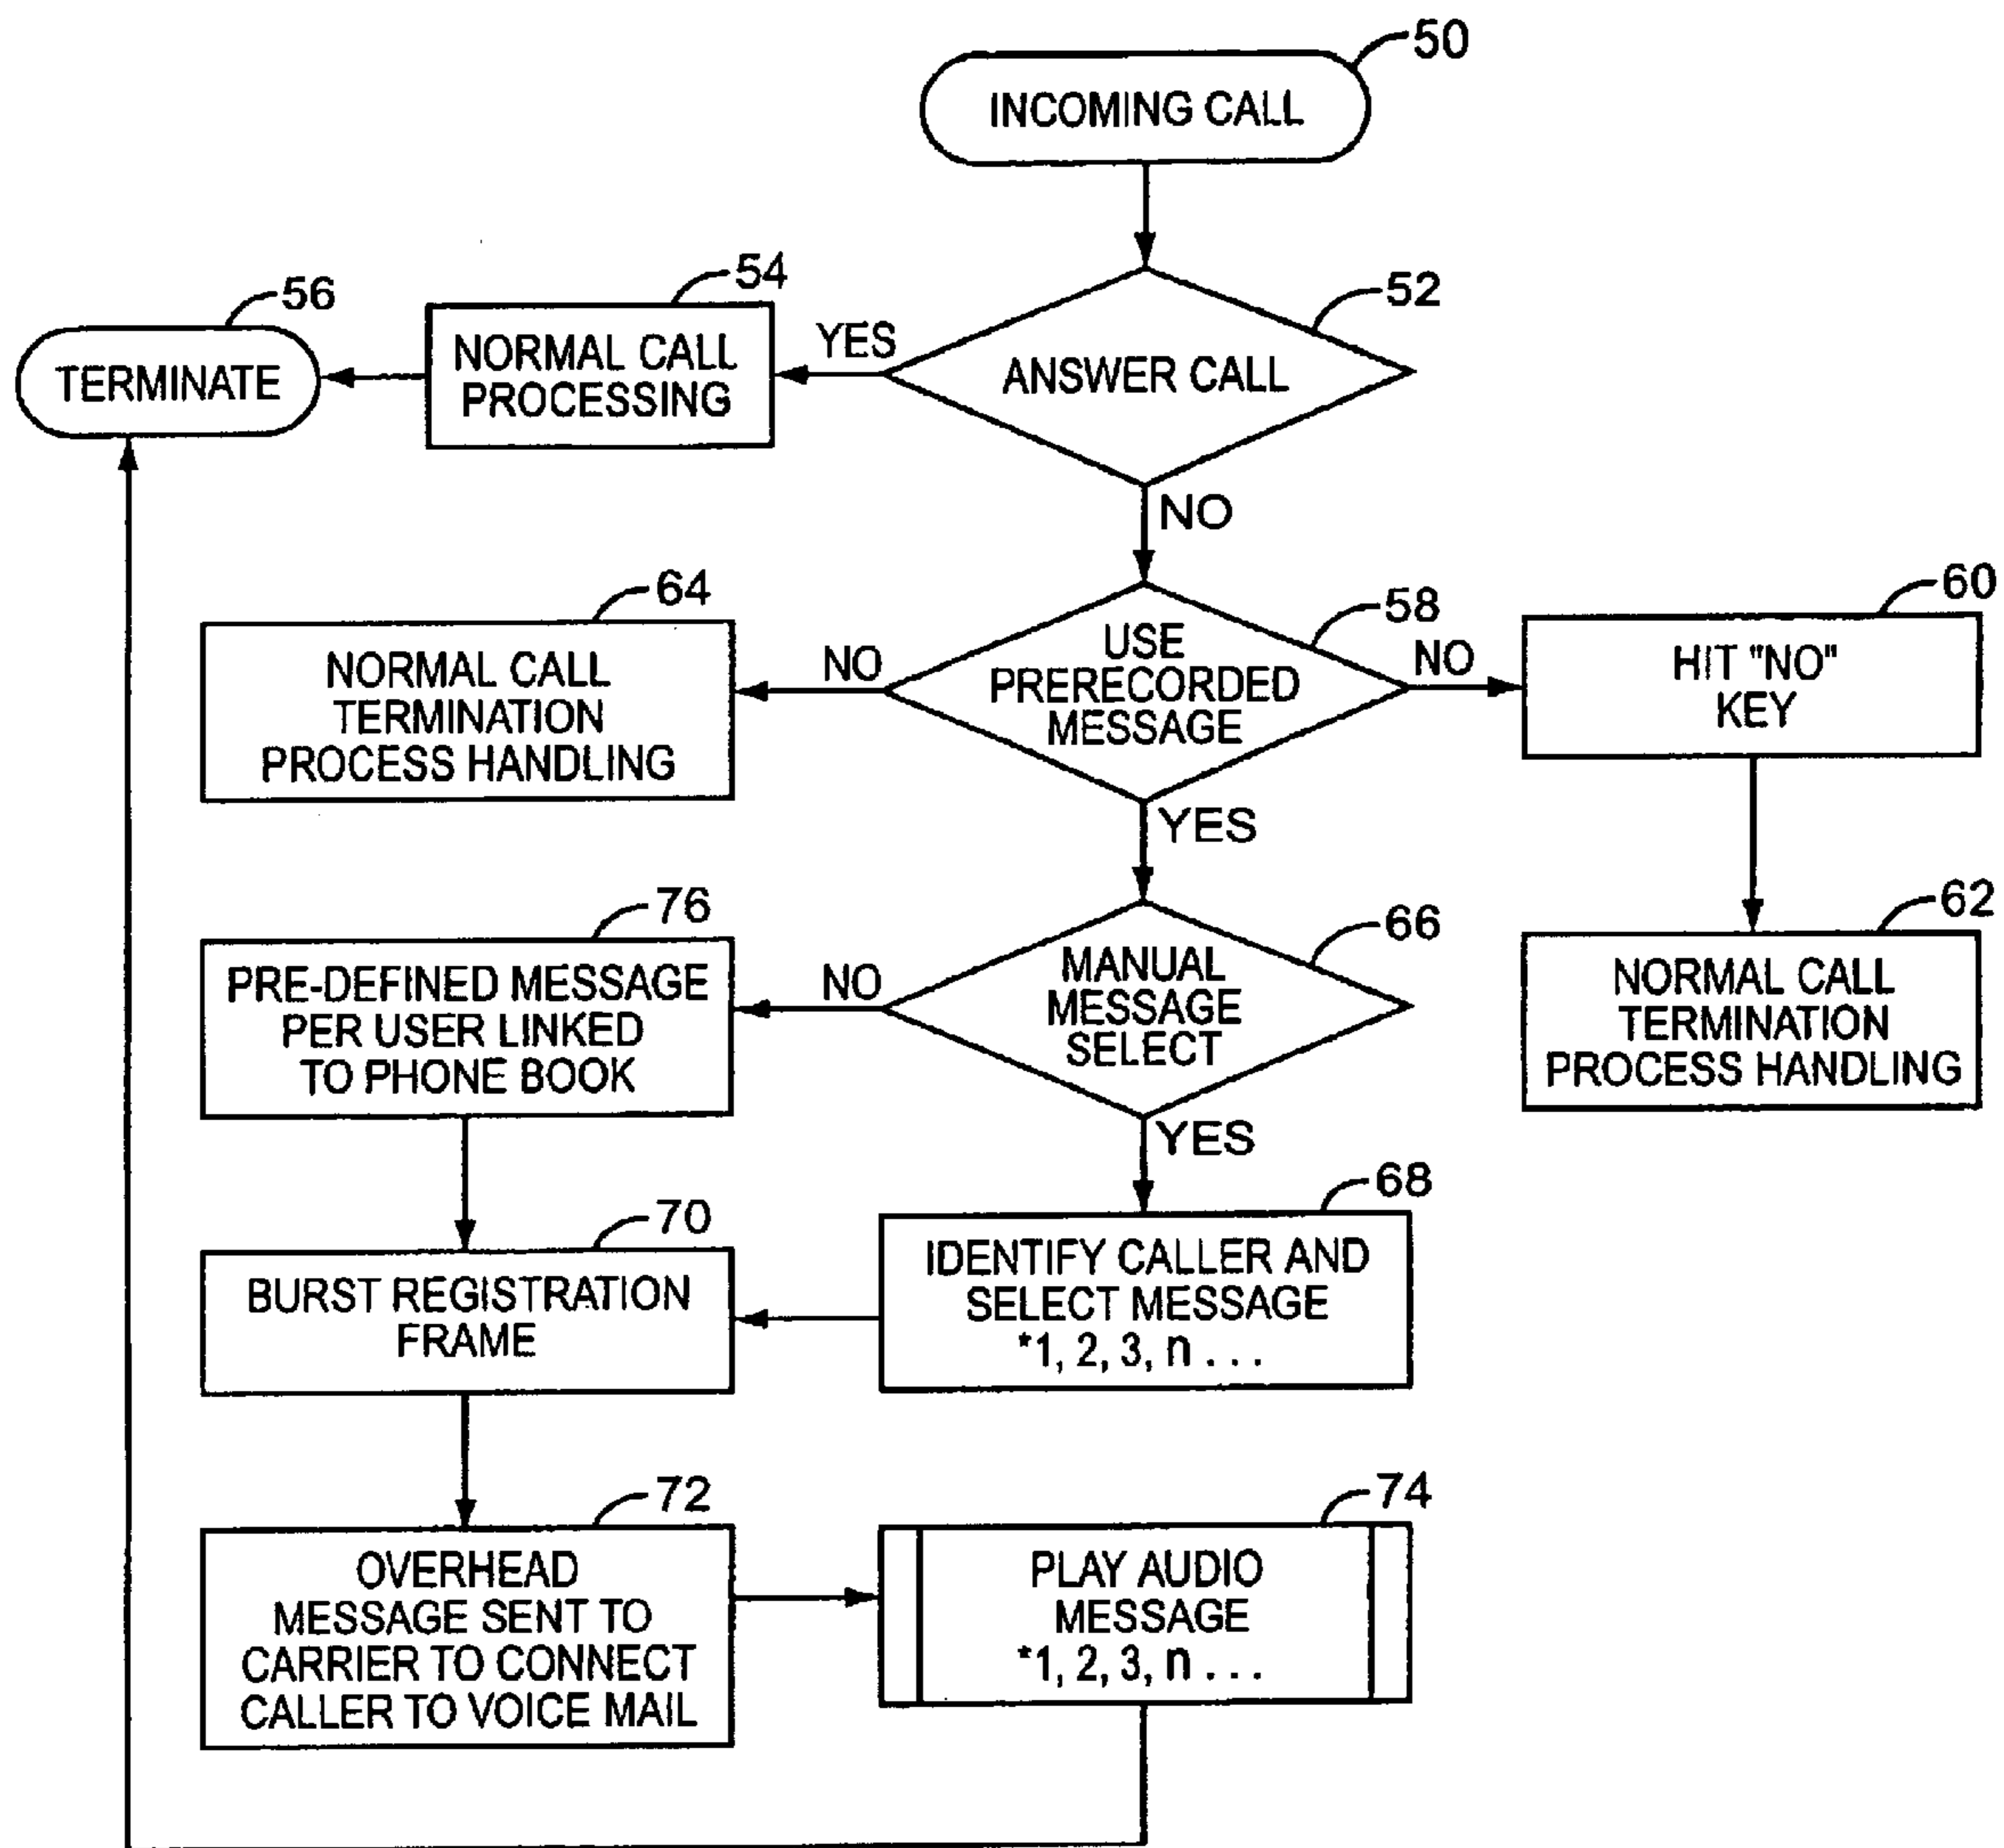 50
INCOMING CALL
52
ANSWER CALL
YES
54
NORMAL CALL
PROCESSING
56
TERMINATE
NO
58
USE
PRERECORDED
MESSAGE
NO
60
HIT "NO"
KEY
62
NORMAL CALL
TERMINATION
PROCESS HANDLING
NO
64
NORMAL CALL
TERMINATION
PROCESS HANDLING
YES
66
MANUAL
MESSAGE
SELECT
NO
76
PRE-DEFINED MESSAGE
PER USER LINKED
TO PHONE BOOK
YES
68
IDENTIFY CALLER AND
SELECT MESSAGE
*1, 2, 3, n . . .
70
BURST REGISTRATION
FRAME
72
OVERHEAD
MESSAGE SENT TO
CARRIER TO CONNECT
CALLER TO VOICE MAIL
74
PLAY AUDIO
MESSAGE
*1, 2, 3, n . . .